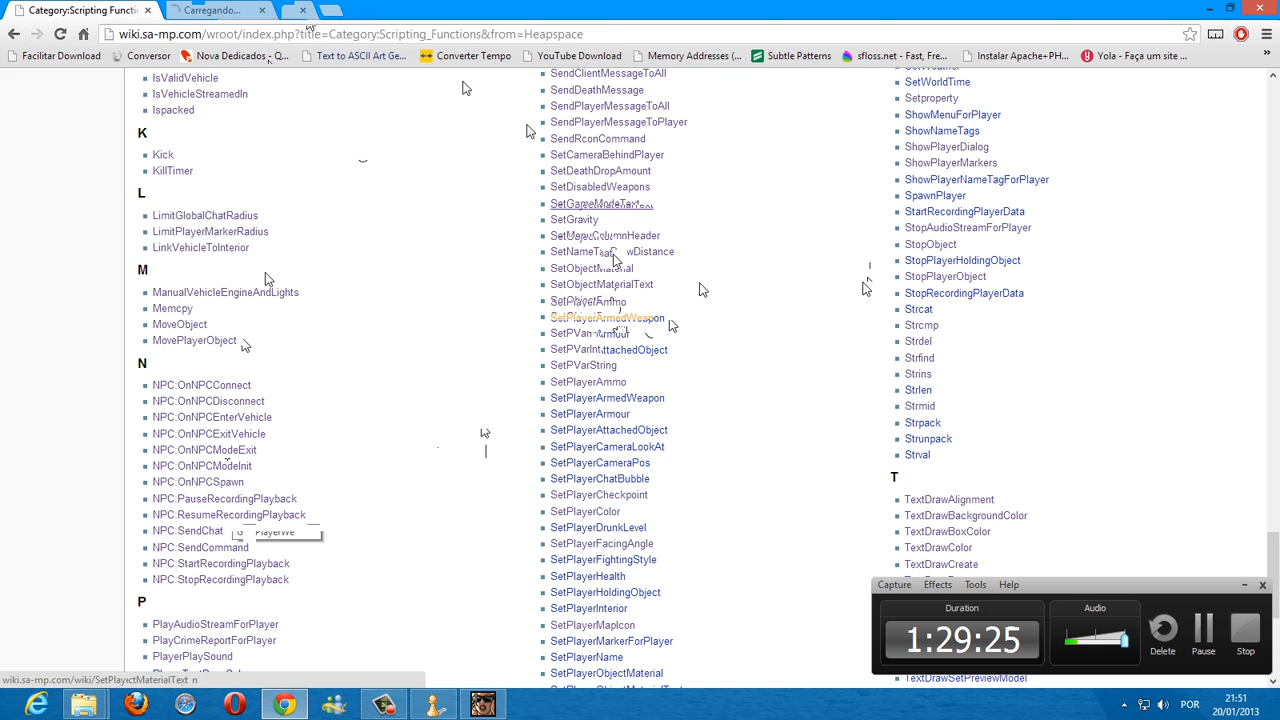 Category:Scripting Functi
Carregando...
wiki.sa-mp.com/wroot/index.php?title=Category:Scripting_Functions&from=Heapspace
Facilitar Download
Conversor
Nova Dedicados - Q...
Text to ASCII Art Ge...
Converter Tempo
YouTube Download
Memory Addresses (...
Subtle Patterns
sfloss.net - Fast, Fre...
Instalar Apache+PH...
Yola - Faça um site ...
IsValidVehicle
IsVehicleStreamedIn
Ispacked
K
Kick
KillTimer
L
LimitGlobalChatRadius
LimitPlayerMarkerRadius
LinkVehicleToInterior
M
ManualVehicleEngineAndLights
Memcpy
MoveObject
MovePlayerObject
N
NPC:OnNPCConnect
NPC:OnNPCDisconnect
NPC:OnNPCEnterVehicle
NPC:OnNPCExitVehicle
NPC:OnNPCModeExit
NPC:OnNPCModeInit
NPC:OnNPCSpawn
NPC:PauseRecordingPlayback
NPC:ResumeRecordingPlayback
NPC:SendChat
NPC:SendCommand
NPC:StartRecordingPlayback
NPC:StopRecordingPlayback
P
PlayAudioStreamForPlayer
PlayCrimeReportForPlayer
PlayerPlaySound
SendClientMessageToAll
SendDeathMessage
SendPlayerMessageToAll
SendPlayerMessageToPlayer
SendRconCommand
SetCameraBehindPlayer
SetDeathDropAmount
SetDisabledWeapons
SetGameModeText
SetGravity
SetMenuColumnHeader
SetObjectMaterial
SetObjectMaterialText
SetPlayerArmedWeapon
SetPVarString
SetPlayerAmmo
SetPlayerArmedWeapon
SetPlayerArmour
SetPlayerAttachedObject
SetPlayerCameraLookAt
SetPlayerCameraPos
SetPlayerChatBubble
SetPlayerCheckpoint
SetPlayerColor
SetPlayerDrunkLevel
SetPlayerFacingAngle
SetPlayerFightingStyle
SetPlayerHealth
SetPlayerHoldingObject
SetPlayerInterior
SetPlayerMapIcon
SetPlayerMarkerForPlayer
SetPlayerName
SetPlayerObjectMaterial
SetWorldTime
Setproperty
ShowMenuForPlayer
ShowNameTags
ShowPlayerDialog
ShowPlayerMarkers
ShowPlayerNameTagForPlayer
SpawnPlayer
StartRecordingPlayerData
StopAudioStreamForPlayer
StopObject
StopPlayerHoldingObject
StopPlayerObject
StopRecordingPlayerData
Strcat
Strcmp
Strdel
Strfind
Strins
Strlen
Strmid
Strpack
Strunpack
Strval
T
TextDrawAlignment
TextDrawBackgroundColor
TextDrawBoxColor
TextDrawColor
TextDrawCreate
TextDrawSetPreviewModel
Capture Effects Tools Help
Duration
Audio
1:29:25
Delete Pause Stop
POR
21:51
20/01/2013